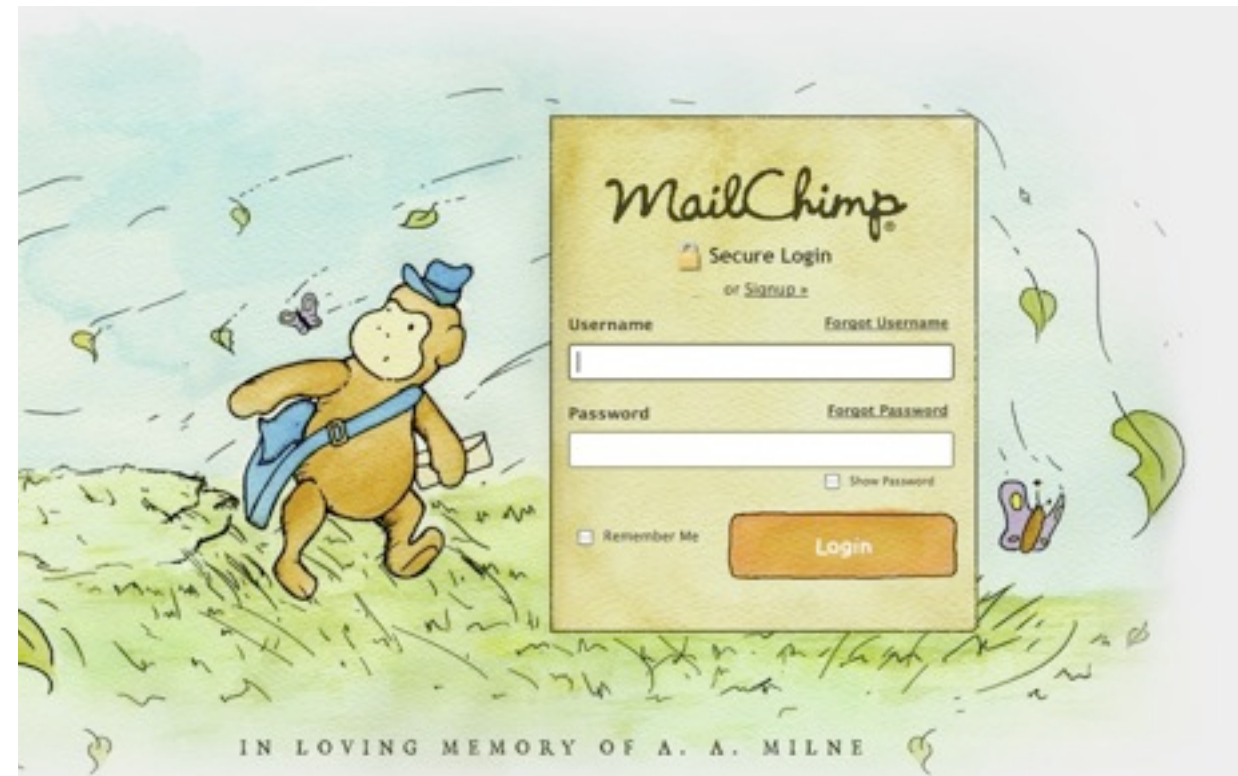 MailChimp®
Secure Login
or Signup »
Username Forgot Username
Password Forgot Password
Show Password
Remember Me Login
IN LOVING MEMORY OF A. A. MILNE